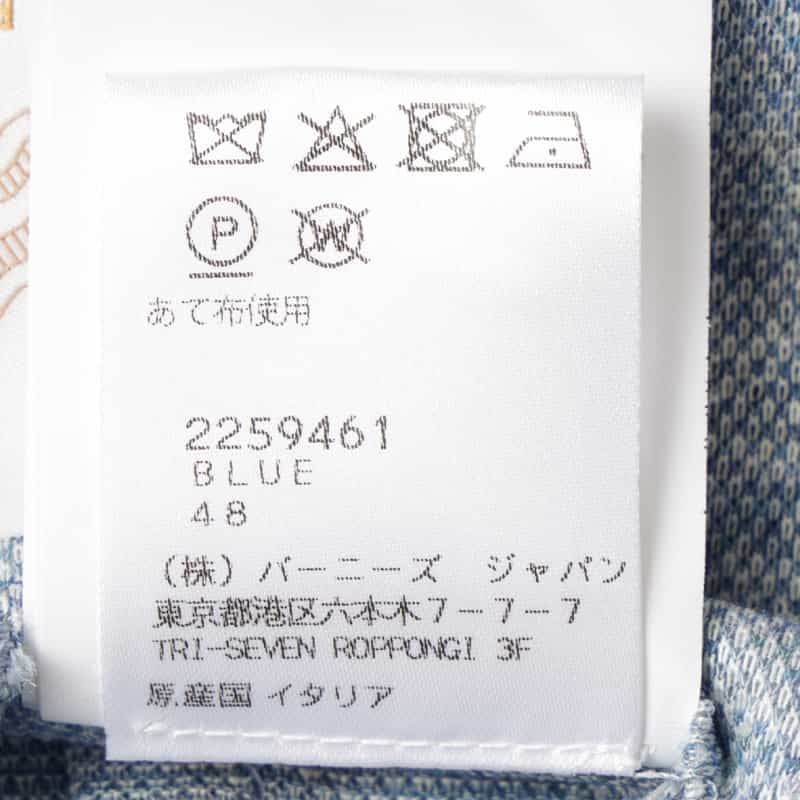 P W
あて布使用
2259461
BLUE
48
(株)バーニーズ ジャパン
東京都港区六本木7-7-7
TRI-SEVEN ROPPONGI 3F
原産国 イタリア